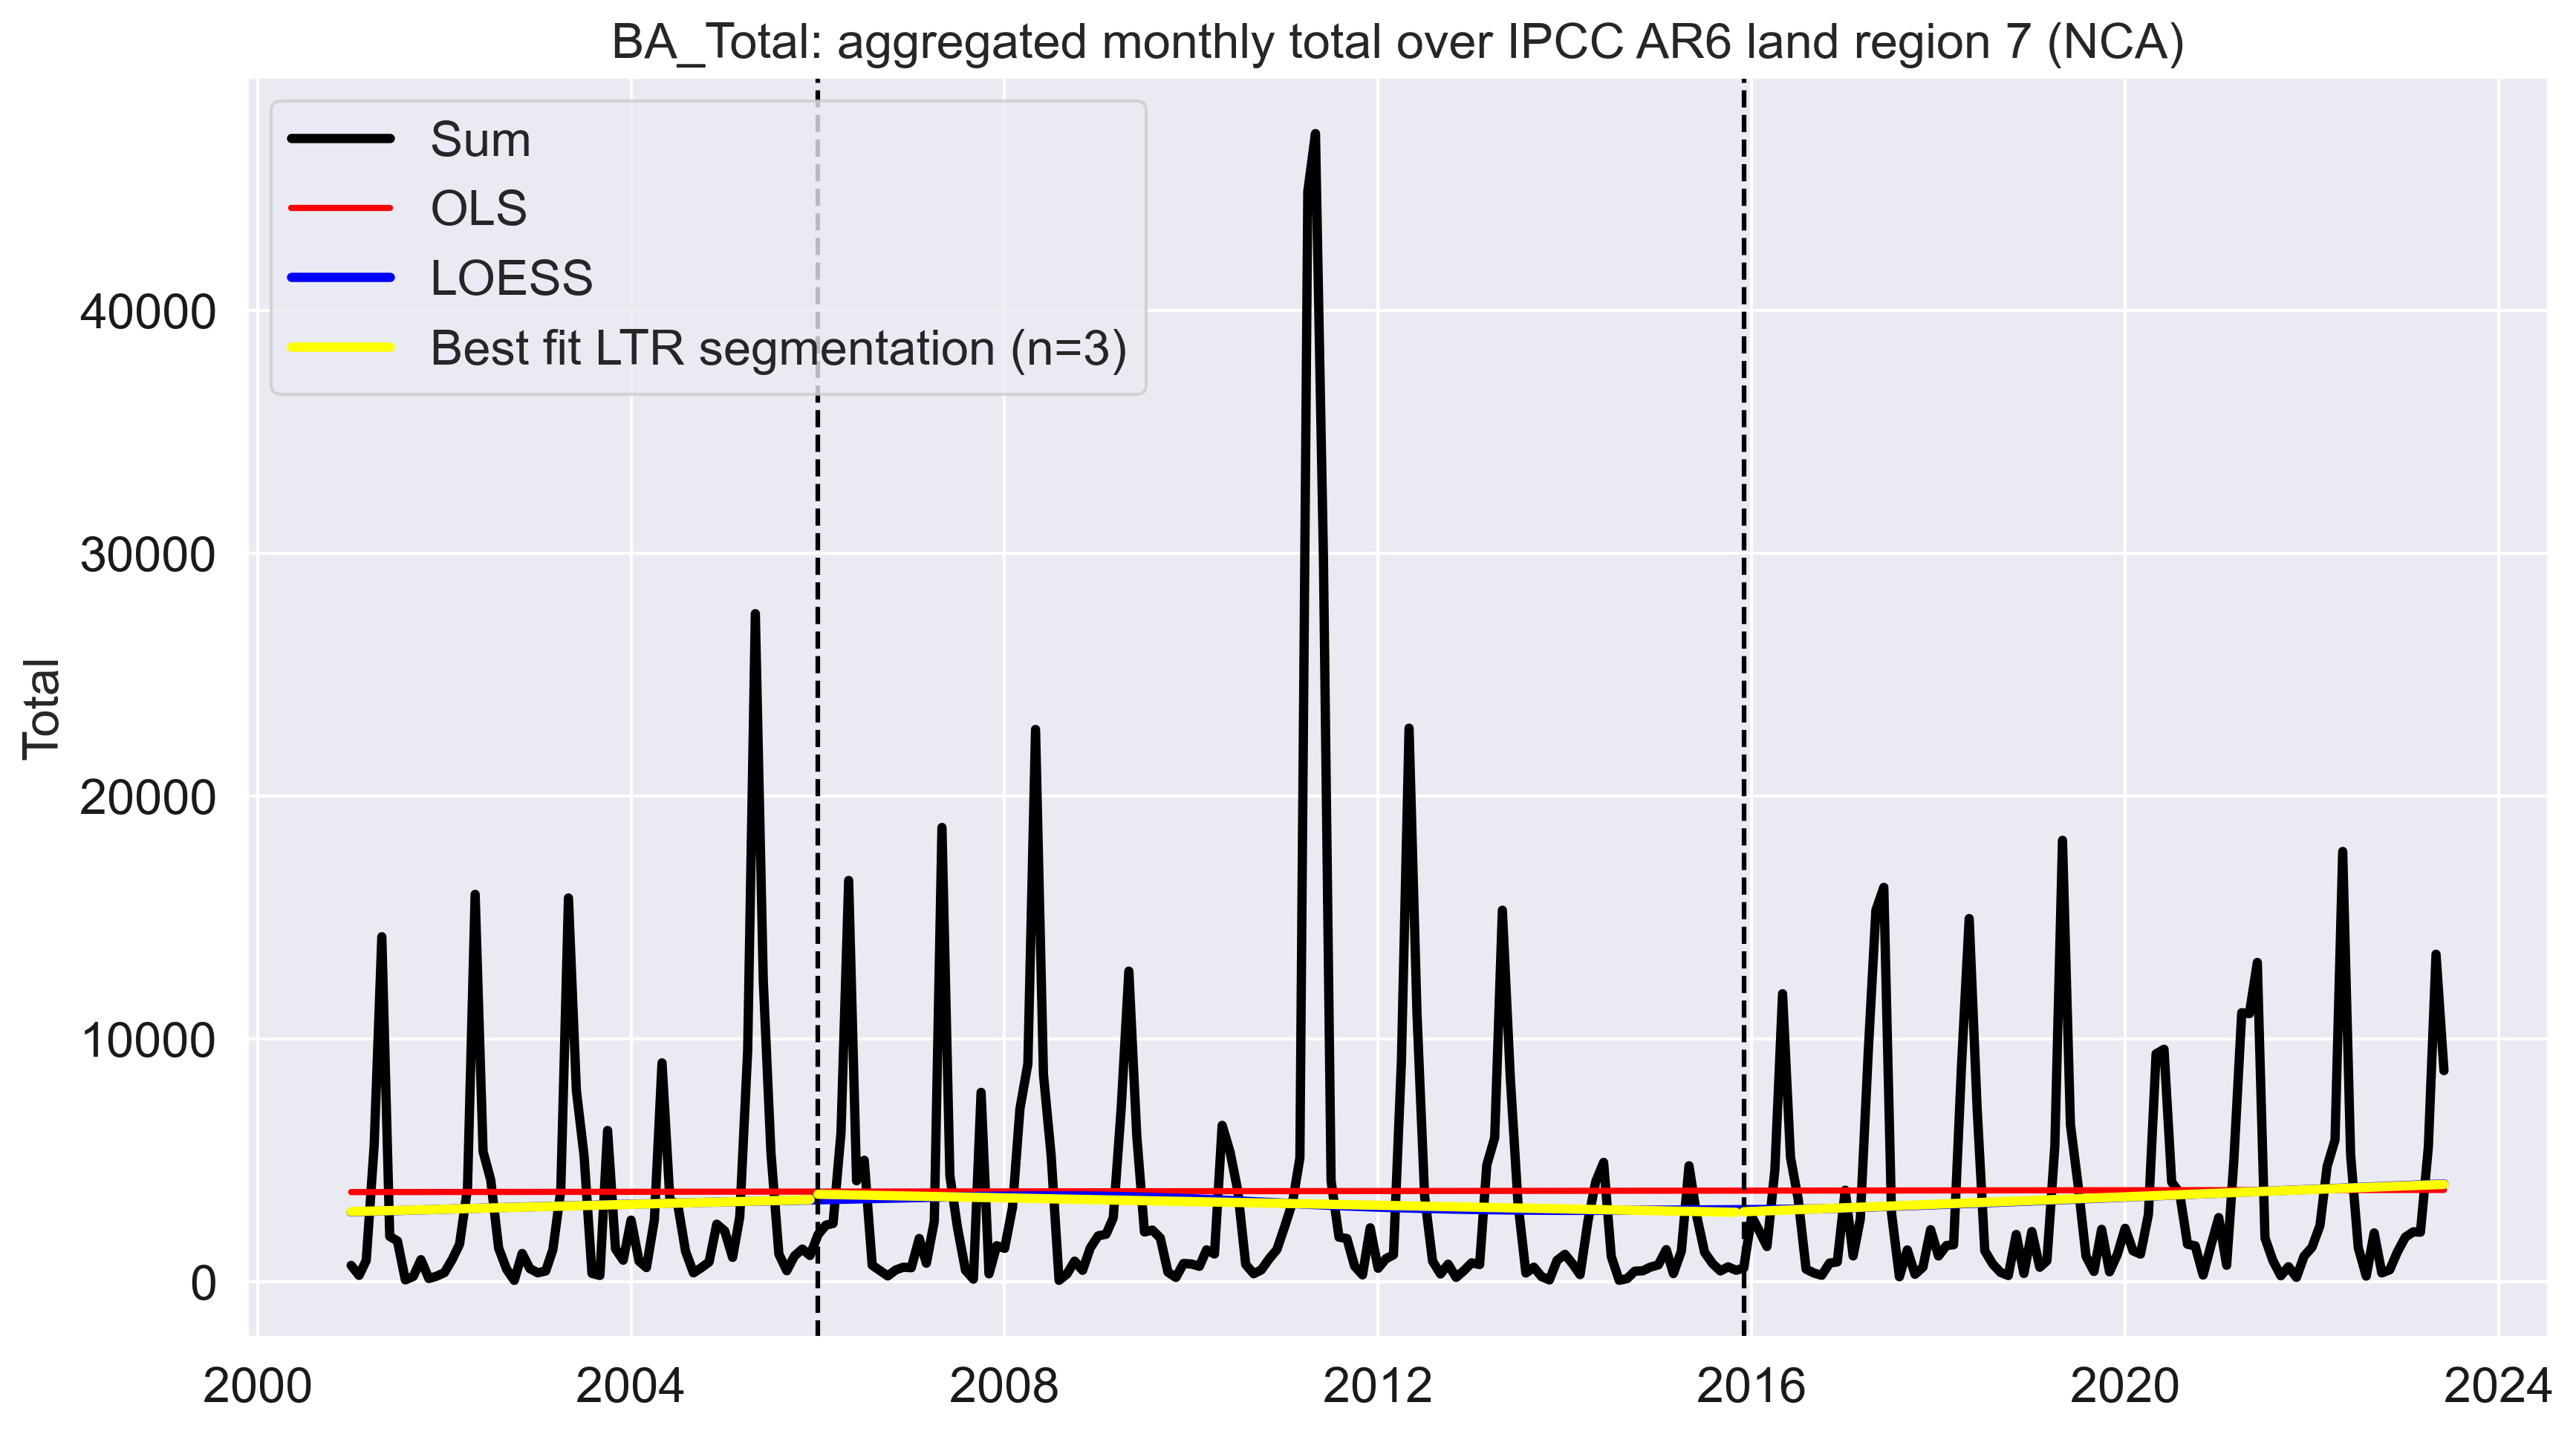 BA_Total: aggregated monthly total over IPCC AR6 land region 7 (NCA)
Sum
OLS
LOESS
Best fit LTR segmentation (n=3)
Total
40000
30000
20000
10000
0
2000 2004 2008 2012 2016 2020 2024